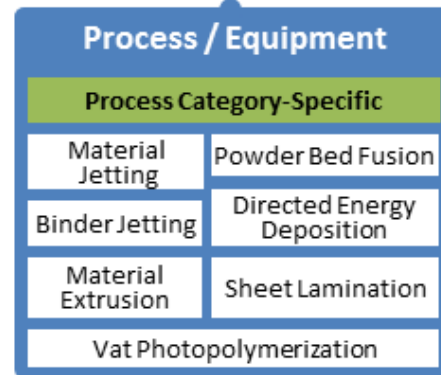 Process / Equipment
Process Category-Specific
Material
Jetting
Powder Bed Fusion
Binder Jetting
Directed Energy
Deposition
Material
Extrusion
Sheet Lamination
Vat Photopolymerization